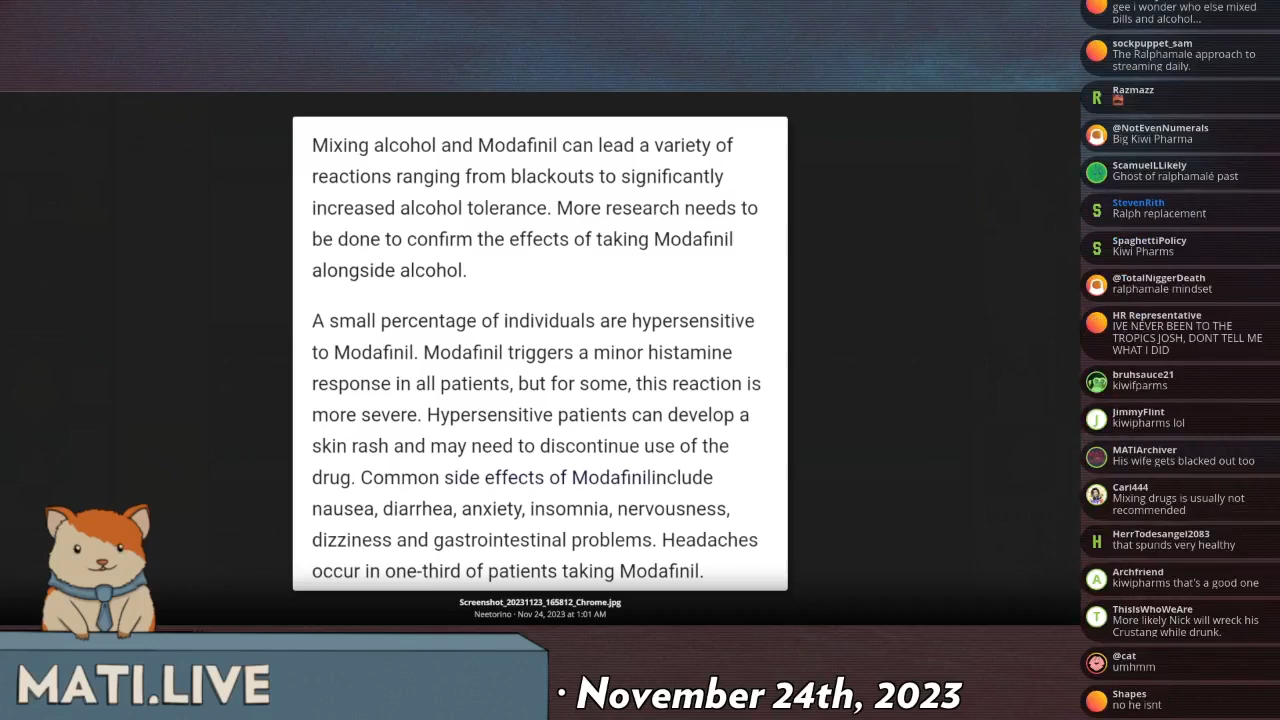 Mixing alcohol and Modafinil can lead a variety of
reactions ranging from blackouts to significantly
increased alcohol tolerance. More research needs to
be done to confirm the effects of taking Modafinil
alongside alcohol.
A small percentage of individuals are hypersensitive
to Modafinil. Modafinil triggers a minor histamine
response in all patients, but for some, this reaction is
more severe. Hypersensitive patients can develop a
skin rash and may need to discontinue use of the
drug. Common side effects of Modafinilinclude
nausea, diarrhea, anxiety, insomnia, nervousness,
dizziness and gastrointestinal problems. Headaches
occur in one-third of patients taking Modafinil.
Screenshot_20231123_165812_Chrome.jpg
Neetorino · Nov 24, 2023 at 1:01 AM
MATI.LIVE
· November 24th, 2023
gee i wonder who else mixed
pills and alcohol...
sockpuppet_sam
The Ralphamale approach to
streaming daily.
R
Razmazz
@NotEvenNumerals
Big Kiwi Pharma
ScamuelLLikely
Ghost of ralphamalé past
S
StevenRith
Ralph replacement
S
SpaghettiPolicy
Kiwi Pharms
@TotalNiggerDeath
ralphamale mindset
HR Representative
IVE NEVER BEEN TO THE
TROPICS JOSH, DONT TELL ME
WHAT I DID
bruhsauce21
kiwifparms
J
JimmyFlint
kiwipharms lol
MATIArchiver
His wife gets blacked out too
Carl444
Mixing drugs is usually not
recommended
H
HerrTodesangel2083
that spunds very healthy
A
Archfriend
kiwipharms that's a good one
T
ThisIsWhoWeAre
More likely Nick will wreck his
Crustang while drunk.
@cat
umhmm
Shapes
no he isnt